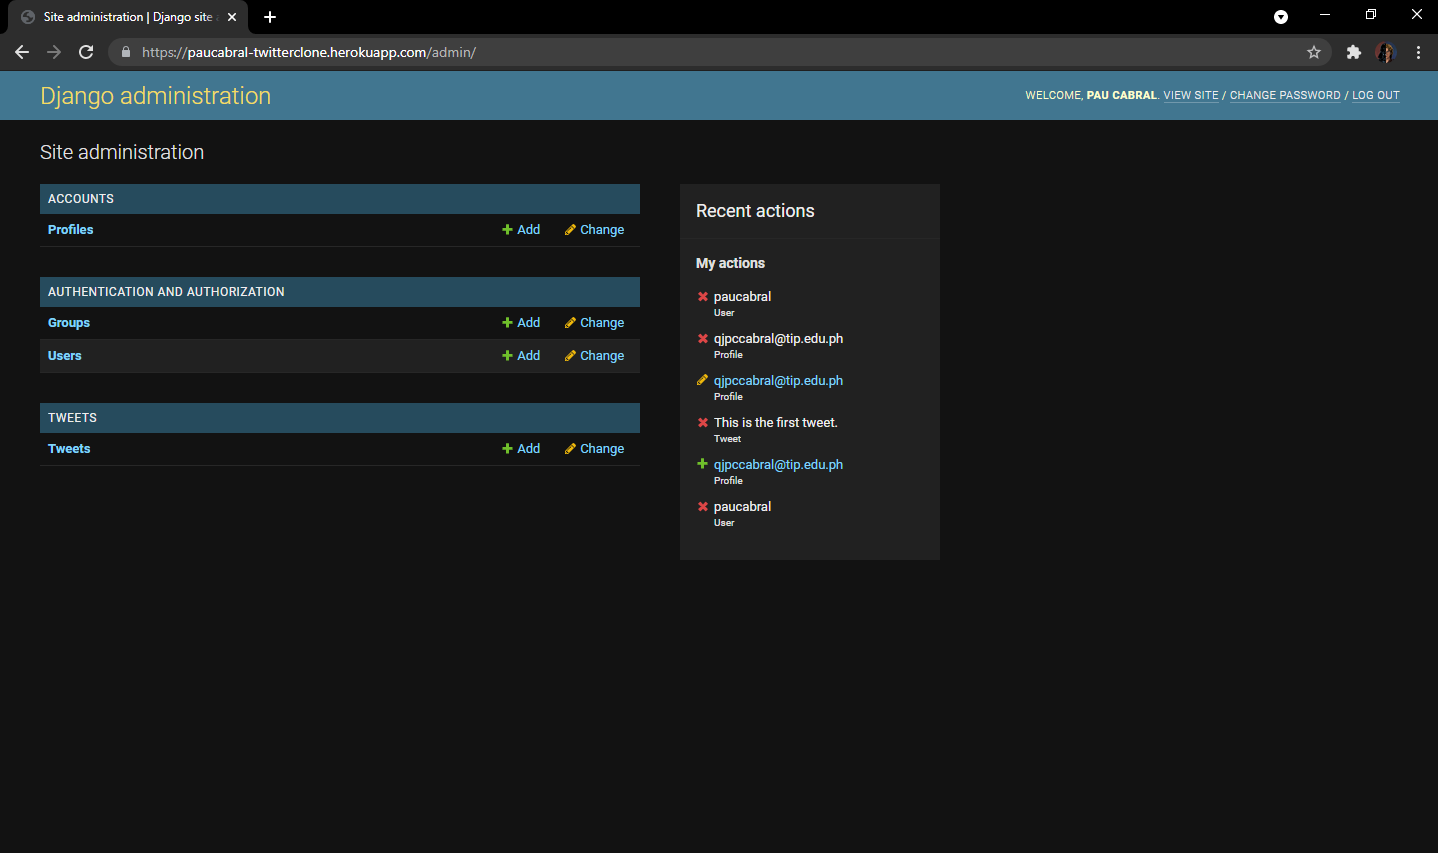 Site administration | Django site
https://paucabral-twitterclone.herokuapp.com/admin/
Django administration
WELCOME, PAU CABRAL. VIEW SITE / CHANGE PASSWORD / LOG OUT
Site administration
ACCOUNTS
Profiles Add Change
AUTHENTICATION AND AUTHORIZATION
Groups Add Change
Users Add Change
TWEETS
Tweets Add Change
Recent actions
My actions
paucabral
User
qjpccabral@tip.edu.ph
Profile
qjpccabral@tip.edu.ph
Profile
This is the first tweet.
Tweet
qjpccabral@tip.edu.ph
Profile
paucabral
User